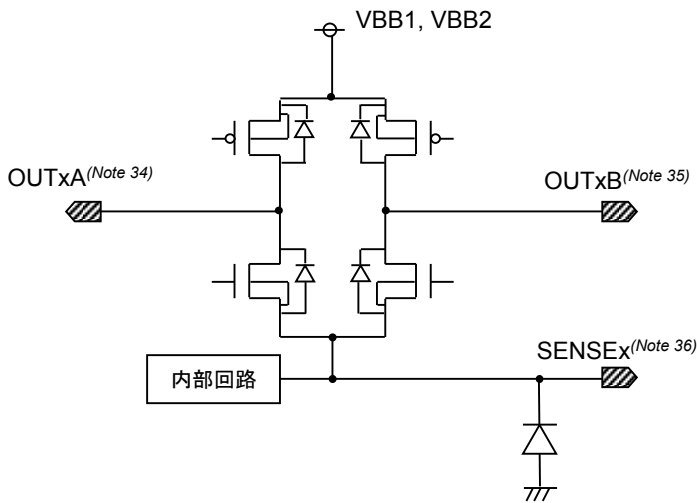 VBB1, VBB2
OUTxA(Note 34)
OUTxB(Note 35)
SENSEx(Note 36)
内部回路